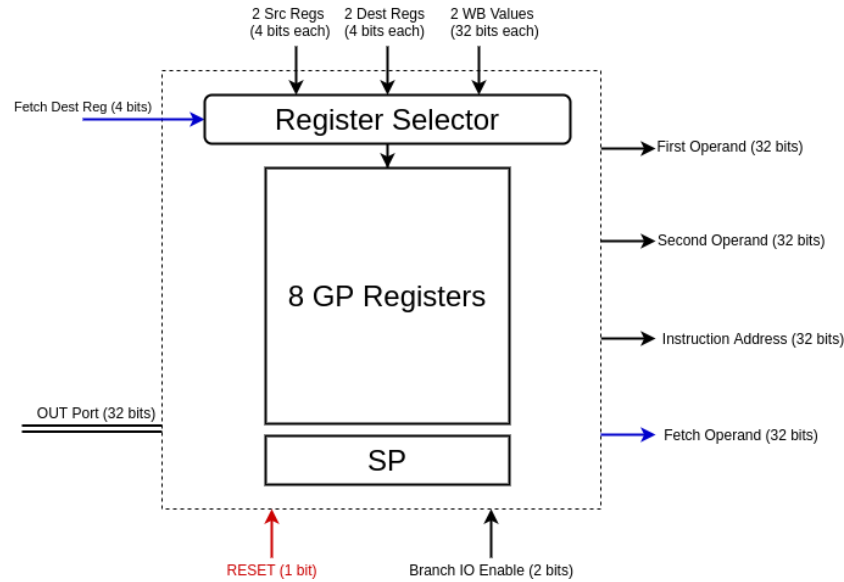 2 Src Regs
(4 bits each)
2 Dest Regs
(4 bits each)
2 WB Values
(32 bits each)
Fetch Dest Reg (4 bits)
Register Selector
First Operand (32 bits)
Second Operand (32 bits)
8 GP Registers
Instruction Address (32 bits)
OUT Port (32 bits)
Fetch Operand (32 bits)
SP
RESET (1 bit)
Branch IO Enable (2 bits)